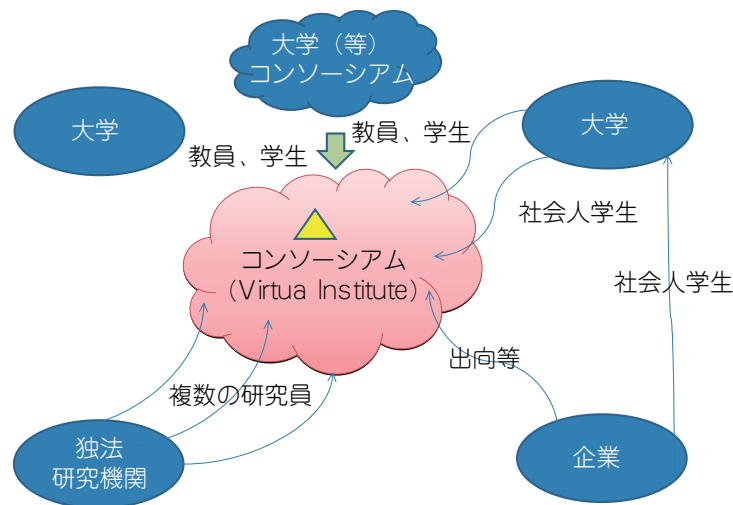 大学（等）
コンソーシアム
大学
大学
教員、学生
教員、学生
社会人学生
コンソーシアム
（Virtua Institute）
社会人学生
出向等
複数の研究員
独法
研究機関
企業